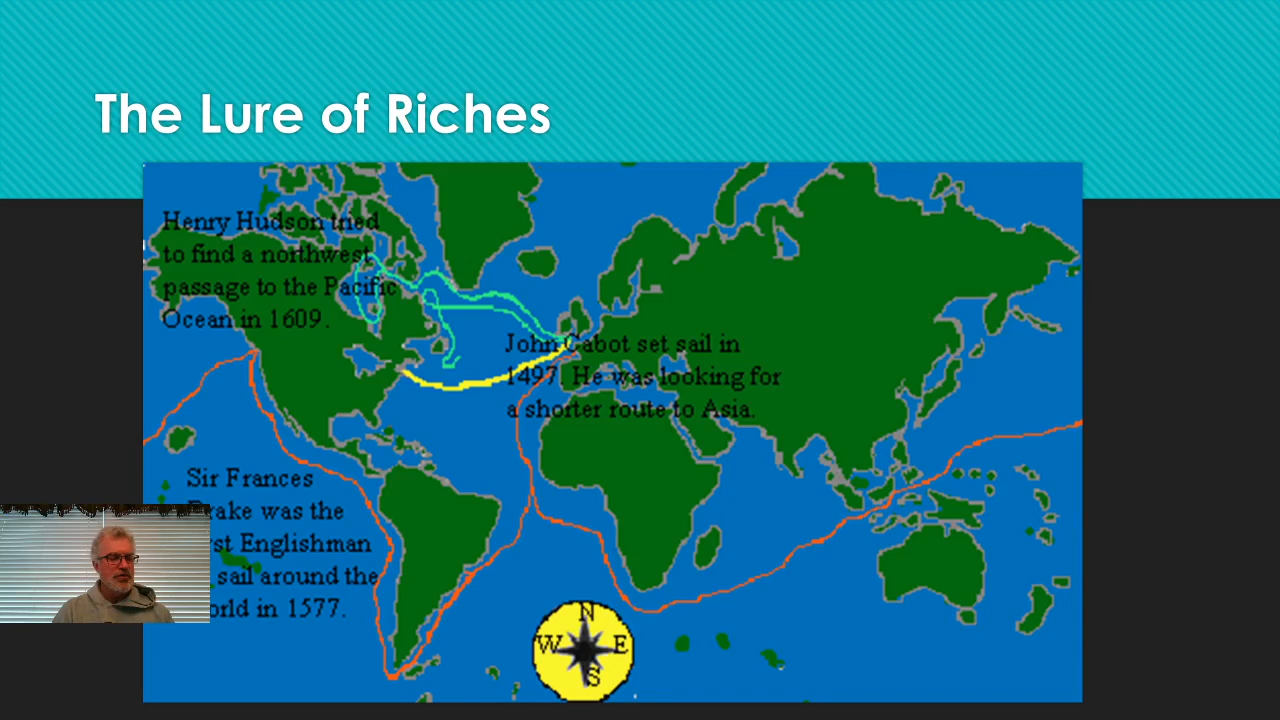 The Lure of Riches
Henry Hudson tried
to find a northwest
passage to the Pacific
Ocean in 1609.
John Cabot set sail in
1497. He was looking for
a shorter route to Asia.
Sir Frances
was the
Englishman
sail around the
in 1577.
N
W E
S